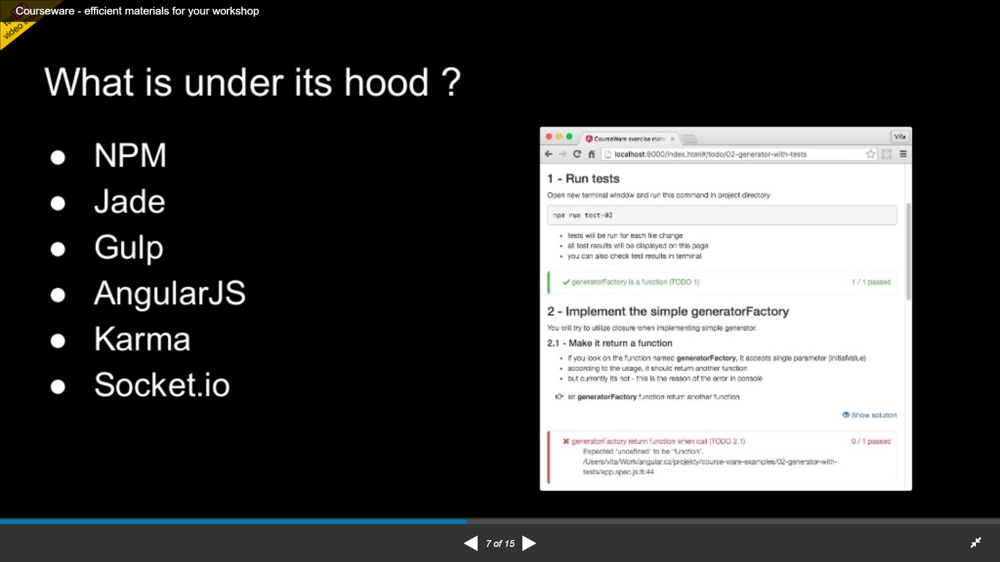 Courseware - efficient materials for your workshop
You
video
What is under its hood ?
● NPM
● Jade
● Gulp
● AngularJS
● Karma
● Socket.io
CourseWare exercise mate
Vita
localhost:8000/index.html#/todo/02-generator-with-tests
1 - Run tests
Open new terminal window and run this command in project directory
npm run test-02
• tests will be run for each file change
• all test results will be displayed on this page
• you can also check test results in terminal
✔ generatorFactory is a function (TODO 1) 1 / 1 passed
2 - Implement the simple generatorFactory
You will try to utilize closure when implementing simple generator.
2.1 - Make it return a function
• if you look on the function named generatorFactory, it accepts single parameter (initialValue)
• according to the usage, it should return another function
• but currently its not - this is the reason of the error in console
let generatorFactory function return another function
Show solution
✖ generatorFactory return function when call (TODO 2.1) 0 / 1 passed
Expected 'undefined' to be 'function'.
/Users/vita/Work/angular.cz/projekty/course-ware-examples/02-generator-with-
tests/app.spec.js:8:44
7 of 15